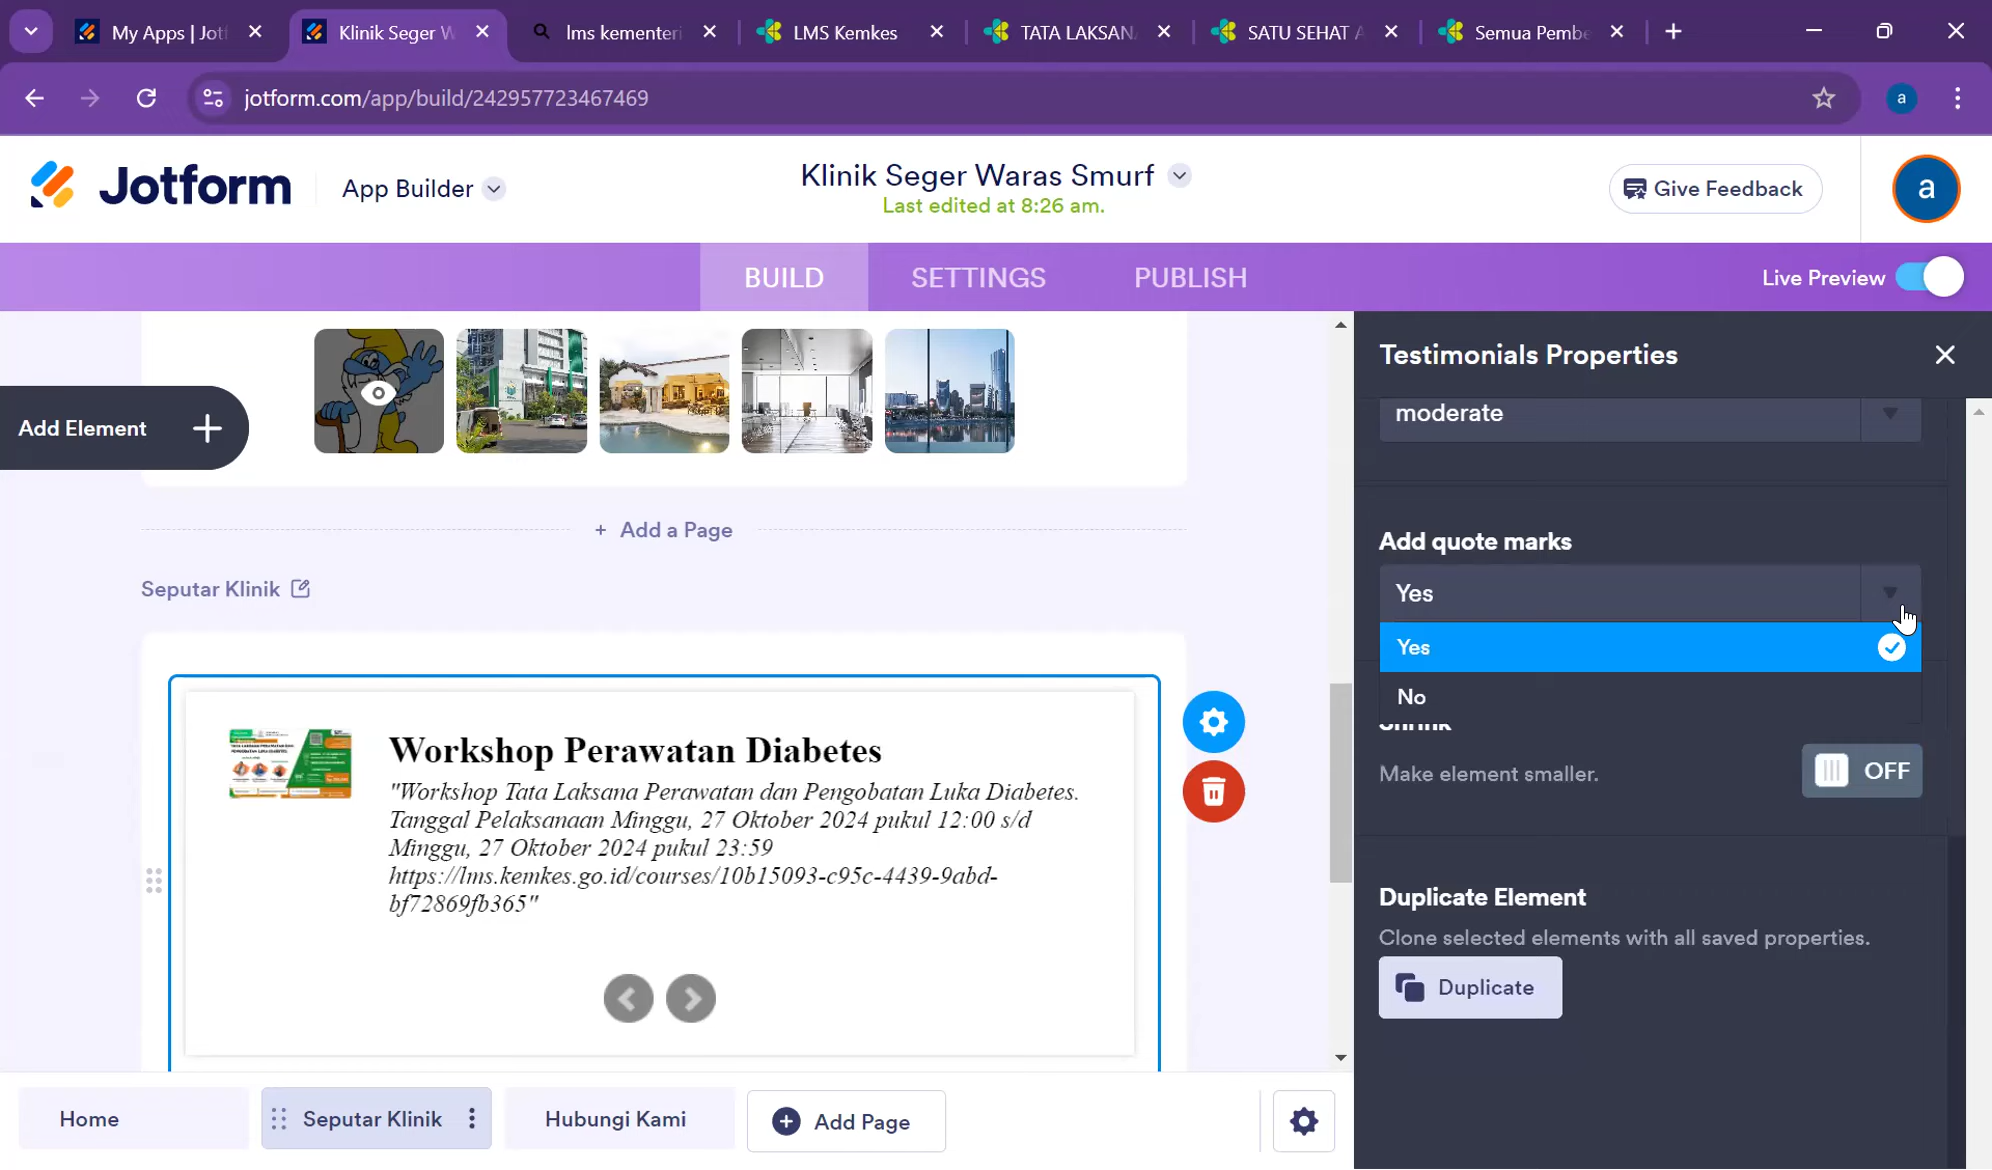 My Apps | Jotf
Klinik Seger W
lms kementeri
LMS Kemkes
TATA LAKSAN
SATU SEHAT A
Semua Pembe
jotform.com/app/build/242957723467469
a
Jotform
App Builder
Klinik Seger Waras Smurf
Last edited at 8:26 am.
Give Feedback
a
BUILD
SETTINGS
PUBLISH
Live Preview
Add Element
Add a Page
Seputar Klinik
Workshop Perawatan Diabetes
"Workshop Tata Laksana Perawatan dan Pengobatan Luka Diabetes.
Tanggal Pelaksanaan Minggu, 27 Oktober 2024 pukul 12:00 s/d
Minggu, 27 Oktober 2024 pukul 23:59
https://lms.kemkes.go.id/courses/10b15093-c95c-4439-9abd-
bf72869fb365"
Home
Seputar Klinik
Hubungi Kami
Add Page
Testimonials Properties
moderate
Add quote marks
Yes
Yes
No
Shrink
Make element smaller.
OFF
Duplicate Element
Clone selected elements with all saved properties.
Duplicate